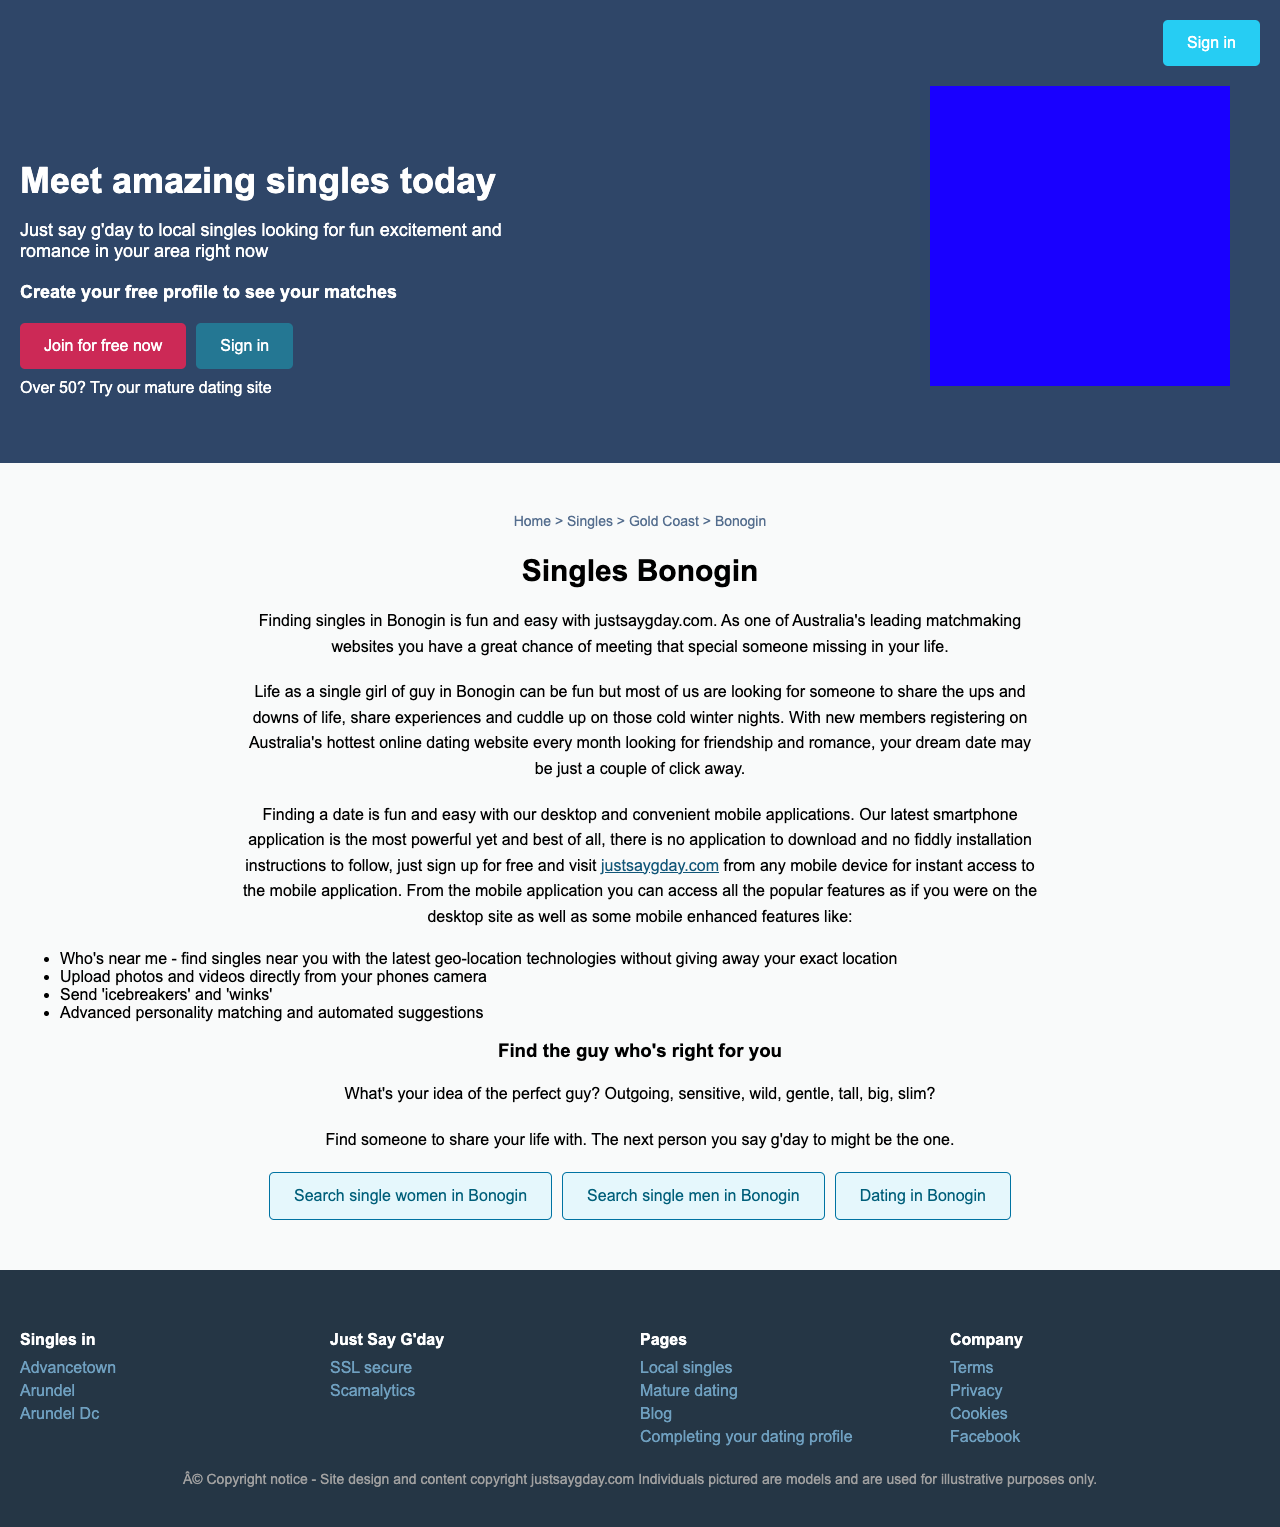 Sign in
Meet amazing singles today
Just say g'day to local singles looking for fun excitement and
romance in your area right now
Create your free profile to see your matches
Join for free now
Sign in
Over 50? Try our mature dating site
Home > Singles > Gold Coast > Bonogin
Singles Bonogin
Finding singles in Bonogin is fun and easy with justsaygday.com. As one of Australia's leading matchmaking
websites you have a great chance of meeting that special someone missing in your life.
Life as a single girl of guy in Bonogin can be fun but most of us are looking for someone to share the ups and
downs of life, share experiences and cuddle up on those cold winter nights. With new members registering on
Australia's hottest online dating website every month looking for friendship and romance, your dream date may
be just a couple of click away.
Finding a date is fun and easy with our desktop and convenient mobile applications. Our latest smartphone
application is the most powerful yet and best of all, there is no application to download and no fiddly installation
instructions to follow, just sign up for free and visit justsaygday.com from any mobile device for instant access to
the mobile application. From the mobile application you can access all the popular features as if you were on the
desktop site as well as some mobile enhanced features like:
• Who's near me - find singles near you with the latest geo-location technologies without giving away your exact location
• Upload photos and videos directly from your phones camera
• Send 'icebreakers' and 'winks'
• Advanced personality matching and automated suggestions
Find the guy who's right for you
What's your idea of the perfect guy? Outgoing, sensitive, wild, gentle, tall, big, slim?
Find someone to share your life with. The next person you say g'day to might be the one.
Search single women in Bonogin
Search single men in Bonogin
Dating in Bonogin
Singles in
Advancetown
Arundel
Arundel Dc
Just Say G'day
SSL secure
Scamalytics
Pages
Local singles
Mature dating
Blog
Completing your dating profile
Company
Terms
Privacy
Cookies
Facebook
Â© Copyright notice - Site design and content copyright justsaygday.com Individuals pictured are models and are used for illustrative purposes only.